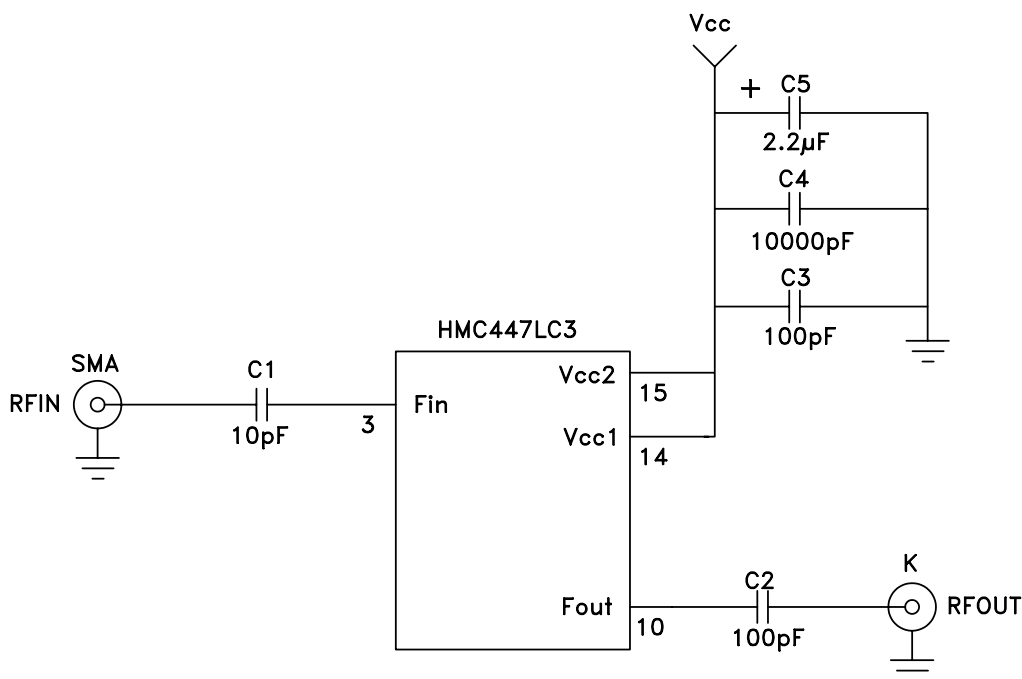 Vcc
+
C5
2.2µF
C4
10000pF
C3
100pF
HMC447LC3
SMA
RFIN
C1
10pF
3
Fin
Vcc2
15
Vcc1
14
Fout
10
C2
100pF
K
RFOUT